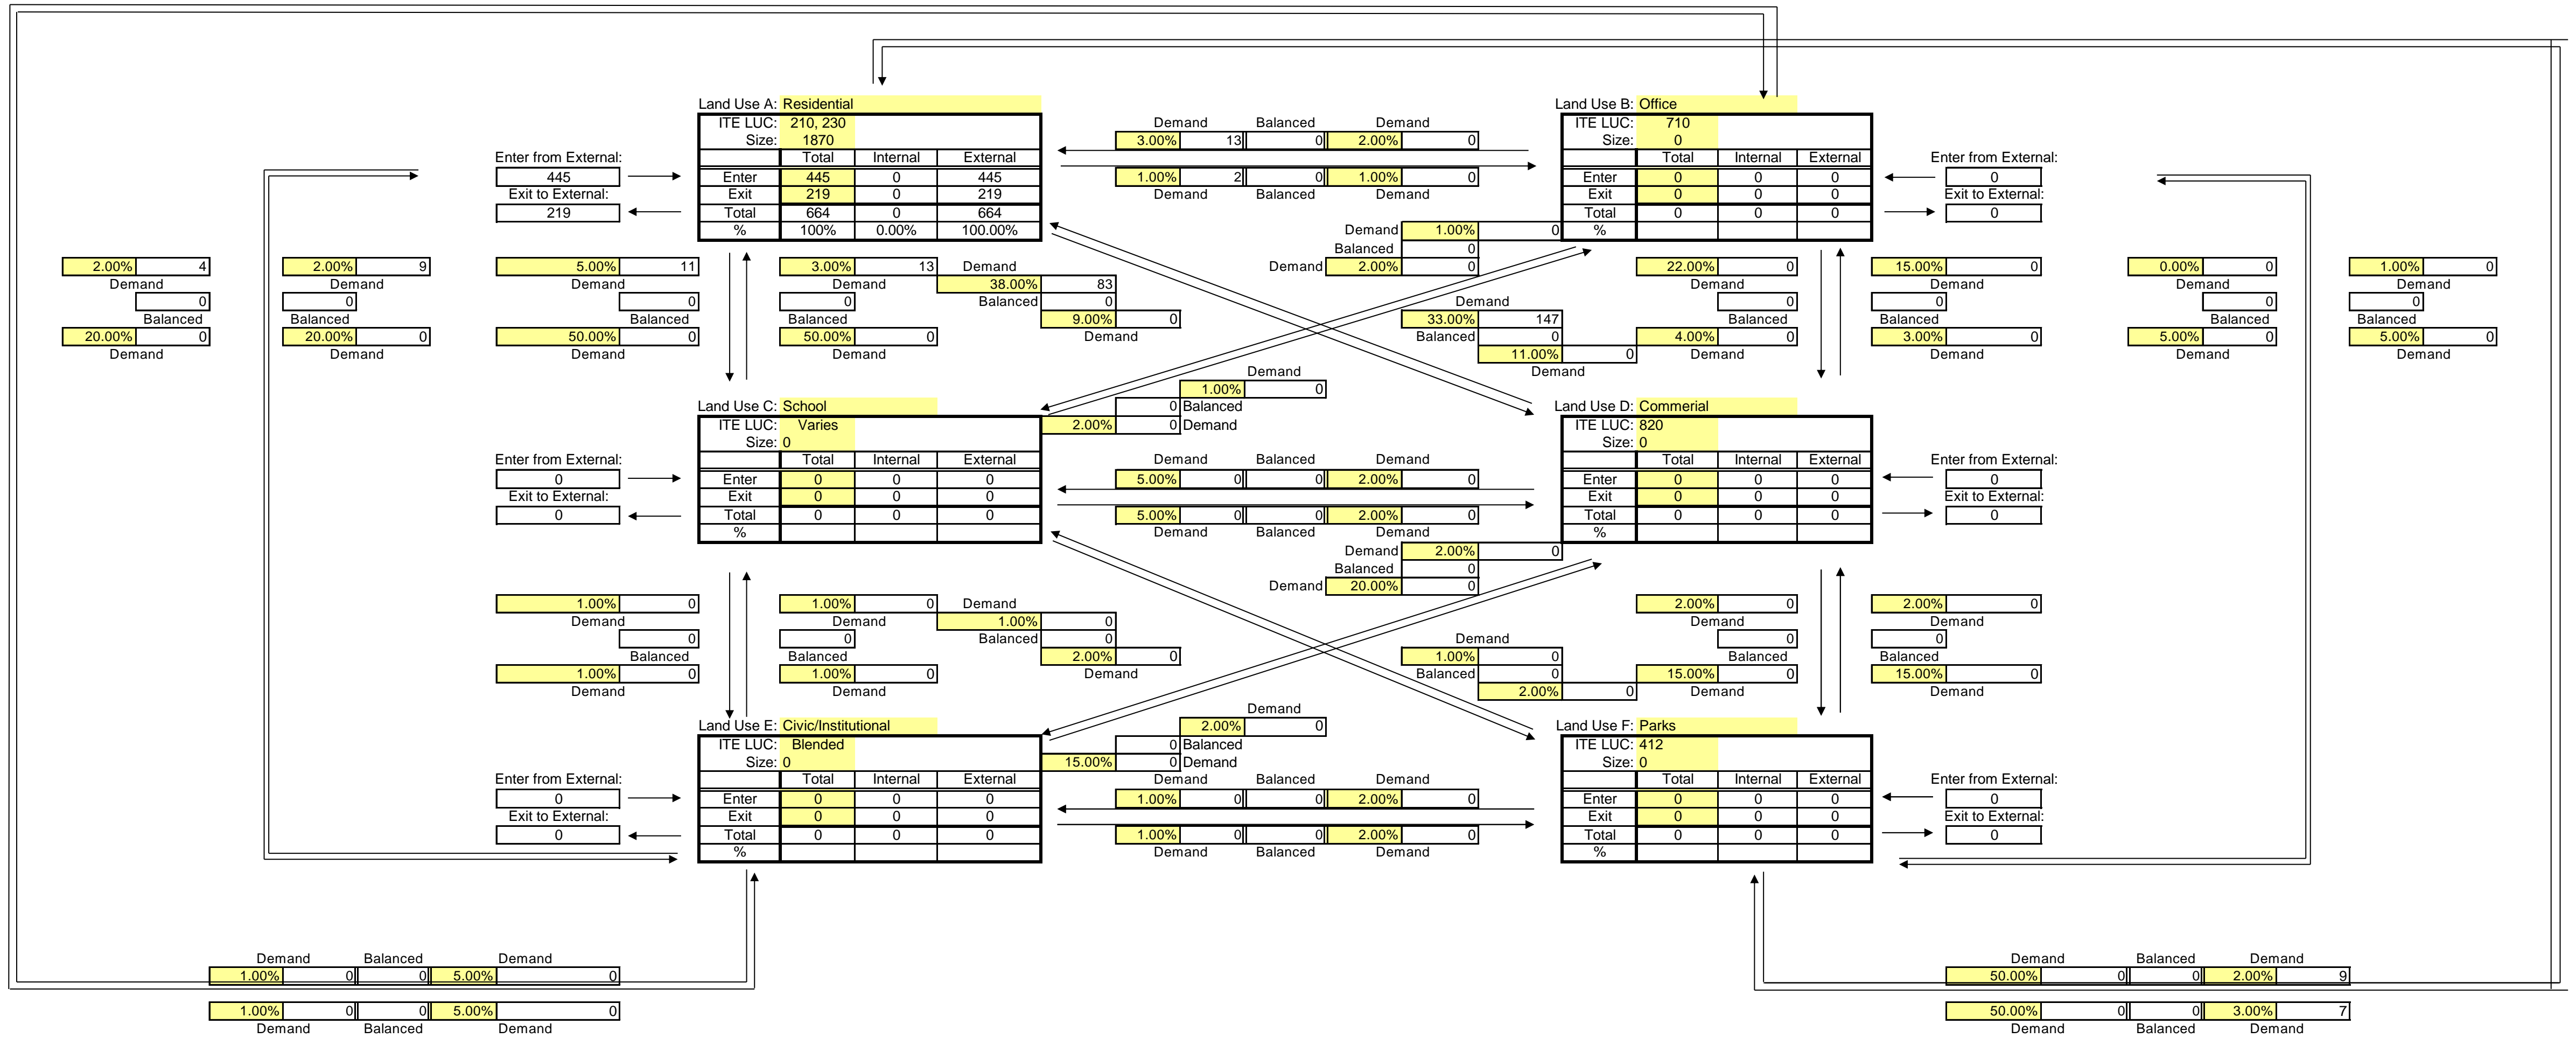 Land Use A: Residential
ITE LUC: 210, 230
Size: 1870
Total Internal External
Enter 445 0 445
Exit 219 0 219
Total 664 0 664
% 100% 0.00% 100.00%
Enter from External:
445
Exit to External:
219
Demand Balanced Demand
3.00% 13 0 2.00% 0
1.00% 2 0 1.00% 0
Demand Balanced Demand
Land Use B: Office
ITE LUC: 710
Size: 0
Total Internal External
Enter 0 0 0
Exit 0 0 0
Total 0 0 0
%
Enter from External:
0
Exit to External:
0
Demand 1.00% 0
Balanced 0
Demand 2.00% 0
2.00% 4
Demand
0
Balanced
20.00% 0
Demand
2.00% 9
Demand
0
Balanced
20.00% 0
Demand
5.00% 11
Demand
0
Balanced
50.00% 0
Demand
3.00% 13
Demand
0
Balanced
50.00% 0
Demand
Demand
38.00% 83
Balanced 0
9.00% 0
Demand
Demand
33.00% 147
Balanced 0
11.00% 0
Demand
22.00% 0
Demand
0
Balanced
4.00% 0
Demand
15.00% 0
Demand
0
Balanced
3.00% 0
Demand
0.00% 0
Demand
0
Balanced
5.00% 0
Demand
1.00% 0
Demand
0
Balanced
5.00% 0
Demand
Demand
1.00% 0
0 Balanced
2.00% 0 Demand
Land Use C: School
ITE LUC: Varies
Size: 0
Total Internal External
Enter 0 0 0
Exit 0 0 0
Total 0 0 0
%
Enter from External:
0
Exit to External:
0
Demand Balanced Demand
5.00% 0 0 2.00% 0
5.00% 0 0 2.00% 0
Demand Balanced Demand
Land Use D: Commerial
ITE LUC: 820
Size: 0
Total Internal External
Enter 0 0 0
Exit 0 0 0
Total 0 0 0
%
Enter from External:
0
Exit to External:
0
Demand 2.00% 0
Balanced 0
Demand 20.00% 0
1.00% 0
Demand
0
Balanced
1.00% 0
Demand
1.00% 0
Demand
0
Balanced
1.00% 0
Demand
Demand
1.00% 0
Balanced 0
2.00% 0
Demand
Demand
1.00% 0
Balanced 0
2.00% 0
2.00% 0
Demand
0
Balanced
15.00% 0
Demand
2.00% 0
Demand
0
Balanced
15.00% 0
Demand
Demand
2.00% 0
0 Balanced
15.00% 0 Demand
Land Use E: Civic/Institutional
ITE LUC: Blended
Size: 0
Total Internal External
Enter 0 0 0
Exit 0 0 0
Total 0 0 0
%
Enter from External:
0
Exit to External:
0
Demand Balanced Demand
1.00% 0 0 2.00% 0
1.00% 0 0 2.00% 0
Demand Balanced Demand
Land Use F: Parks
ITE LUC: 412
Size: 0
Total Internal External
Enter 0 0 0
Exit 0 0 0
Total 0 0 0
%
Enter from External:
0
Exit to External:
0
Demand Balanced Demand
1.00% 0 0 5.00% 0
1.00% 0 0 5.00% 0
Demand Balanced Demand
Demand Balanced Demand
50.00% 0 0 2.00% 9
50.00% 0 0 3.00% 7
Demand Balanced Demand